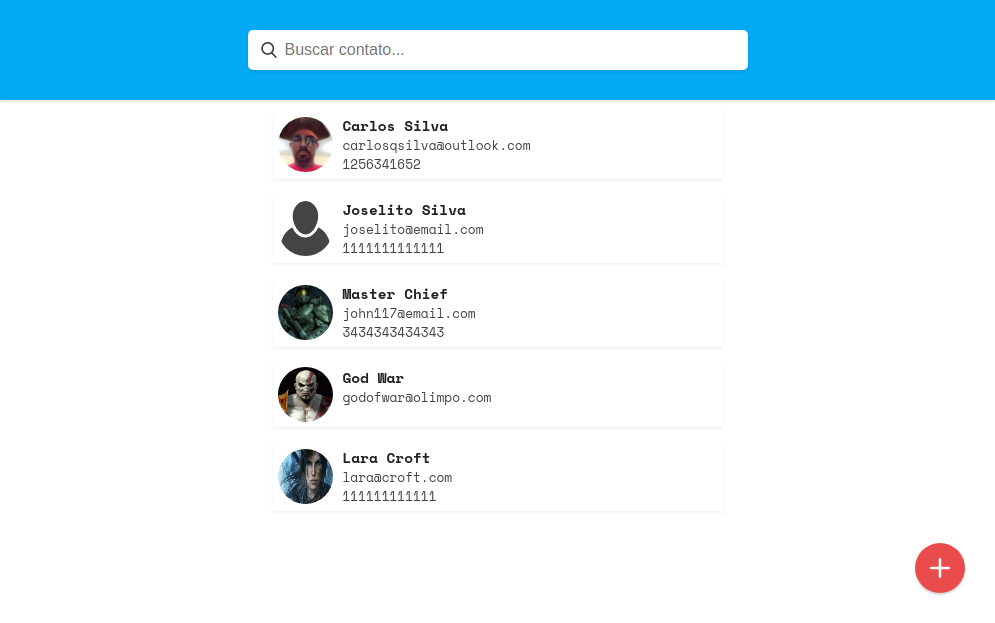 Buscar contato...
Carlos Silva
carlosqsilva@outlook.com
1256341652
Joselito Silva
joselito@email.com
1111111111111
Master Chief
john117@email.com
3434343434343
God War
godofwar@olimpo.com
Lara Croft
lara@croft.com
111111111111